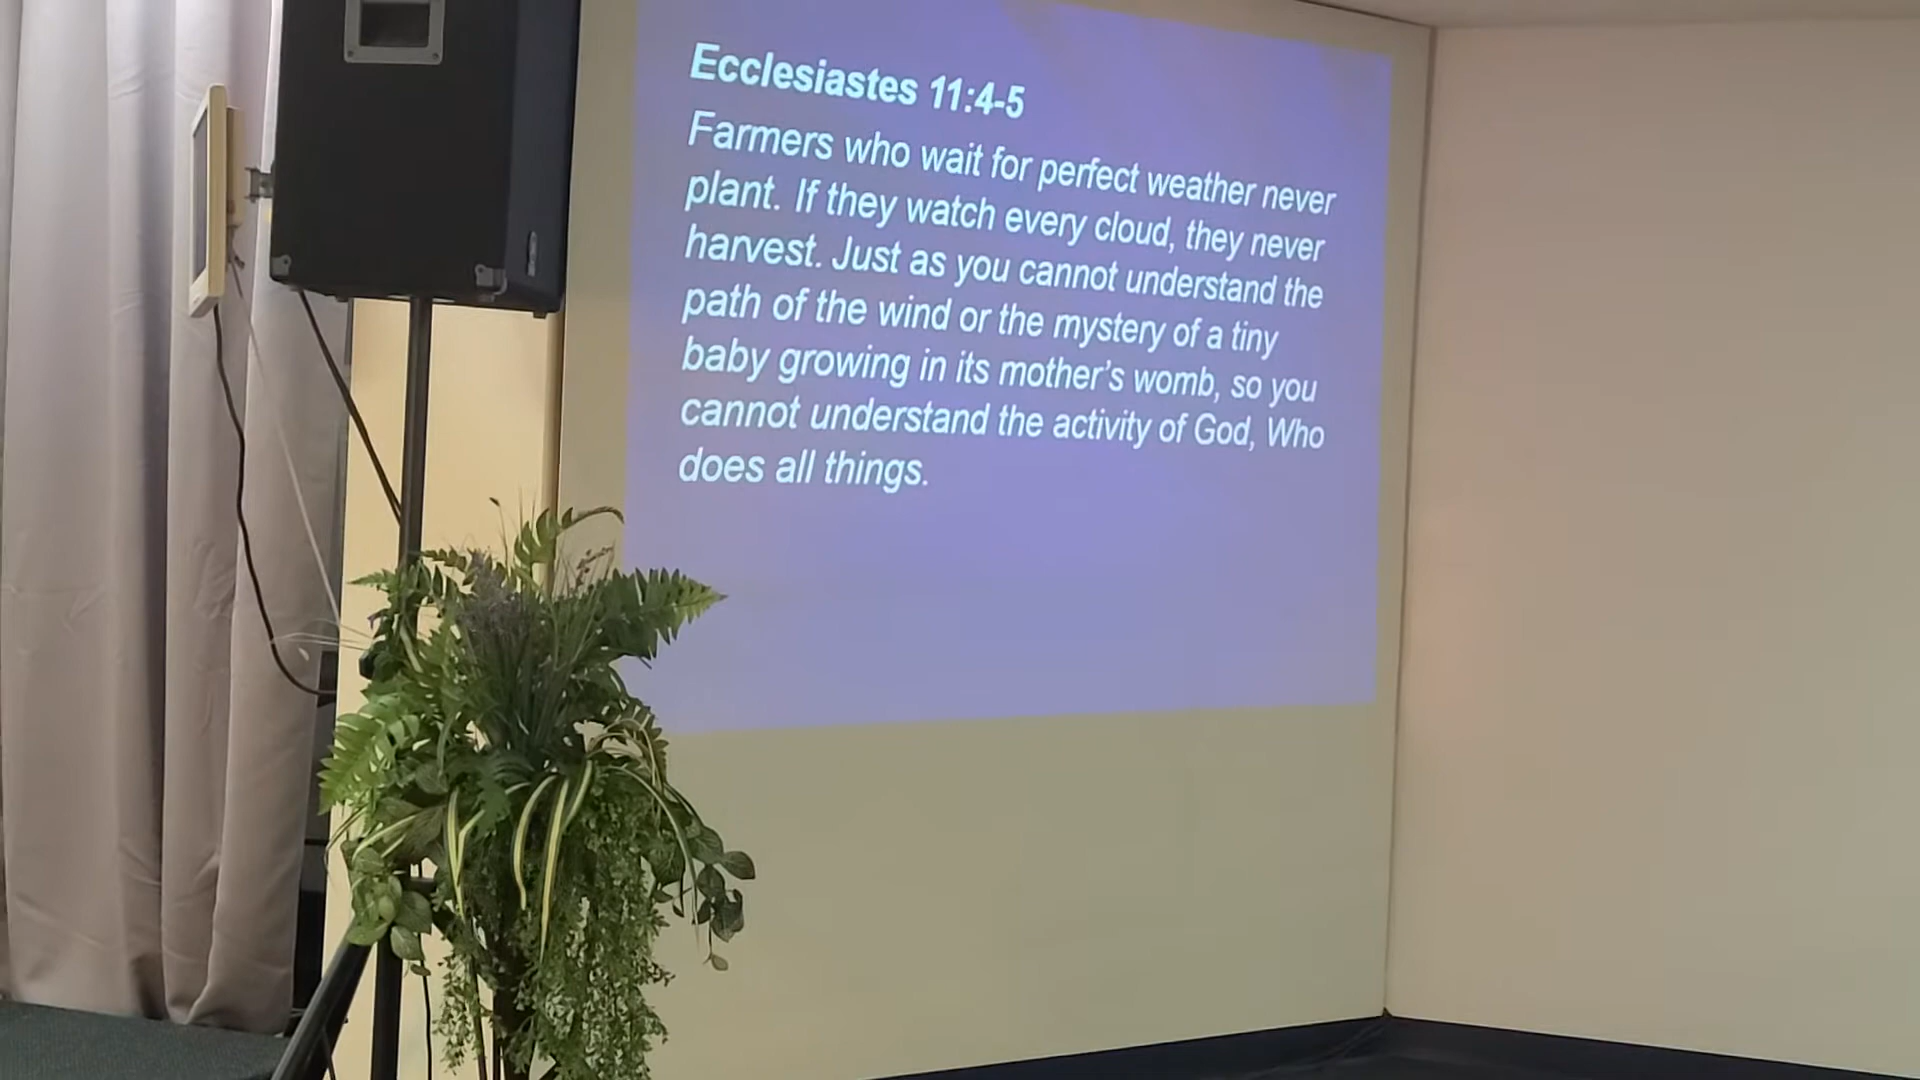 Ecclesiastes 11:4-5
Farmers who wait for perfect weather never
plant. If they watch every cloud, they never
harvest. Just as you cannot understand the
path of the wind or the mystery of a tiny
baby growing in its mother's womb, so you
cannot understand the activity of God, Who
does all things.